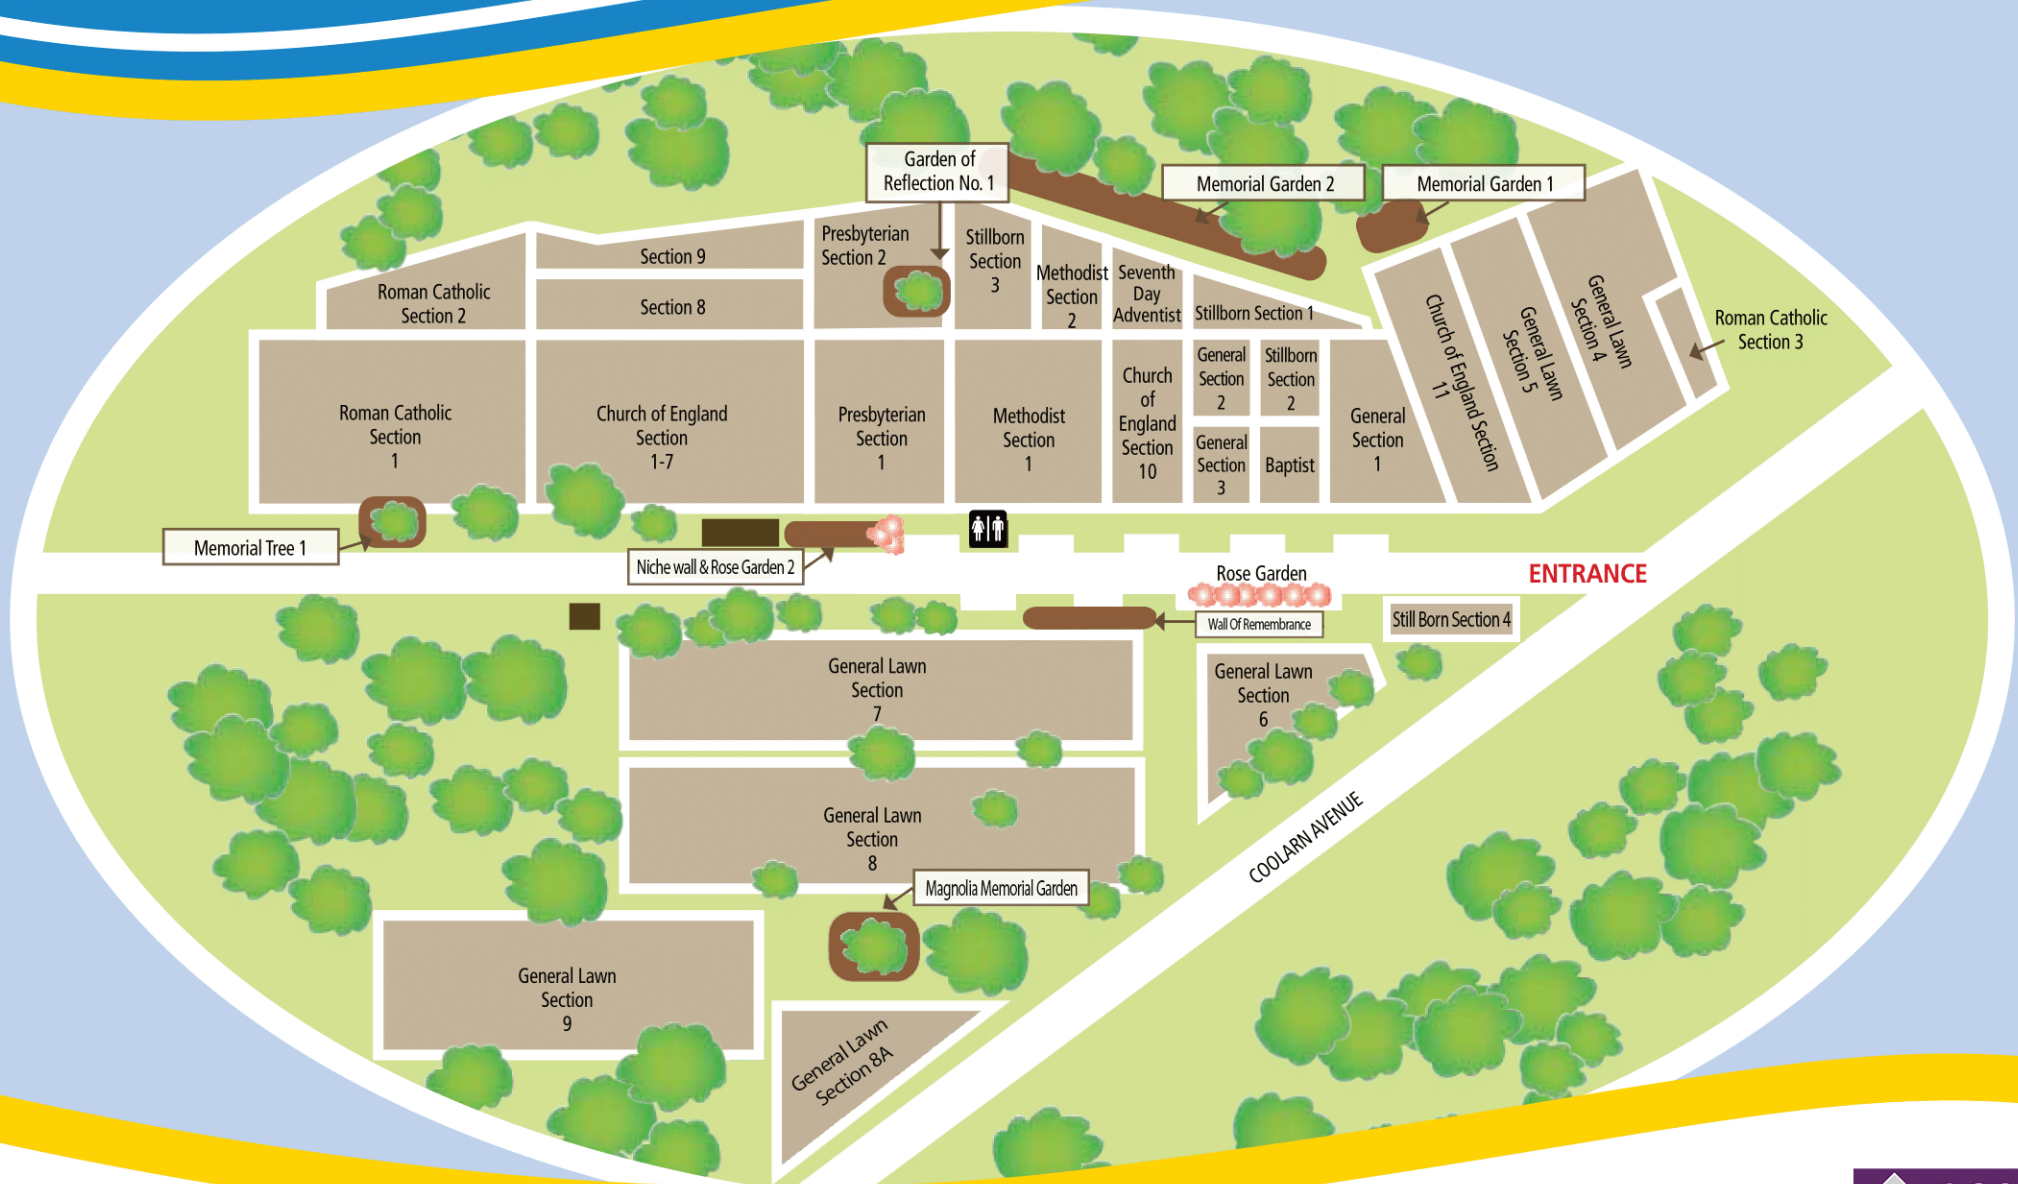 Garden of
Reflection No. 1
Memorial Garden 2
Memorial Garden 1
Section 9
Presbyterian
Section 2
Stillborn
Section
3
Methodist
Section
2
Seventh
Day
Adventist
Stillborn Section 1
Roman Catholic
Section 2
Section 8
General Lawn
Section 4
General Lawn
Section 5
Church of England Section
11
Roman Catholic
Section 3
Roman Catholic
Section
1
Church of England
Section
1-7
Presbyterian
Section
1
Methodist
Section
1
Church
of
England
Section
10
General
Section
2
Stillborn
Section
2
General
Section
3
Baptist
General
Section
1
Memorial Tree 1
Niche wall & Rose Garden 2
Rose Garden
ENTRANCE
Wall Of Remembrance
Still Born Section 4
General Lawn
Section
7
General Lawn
Section
6
General Lawn
Section
8
COOLARN AVENUE
Magnolia Memorial Garden
General Lawn
Section
9
General Lawn
Section 8A